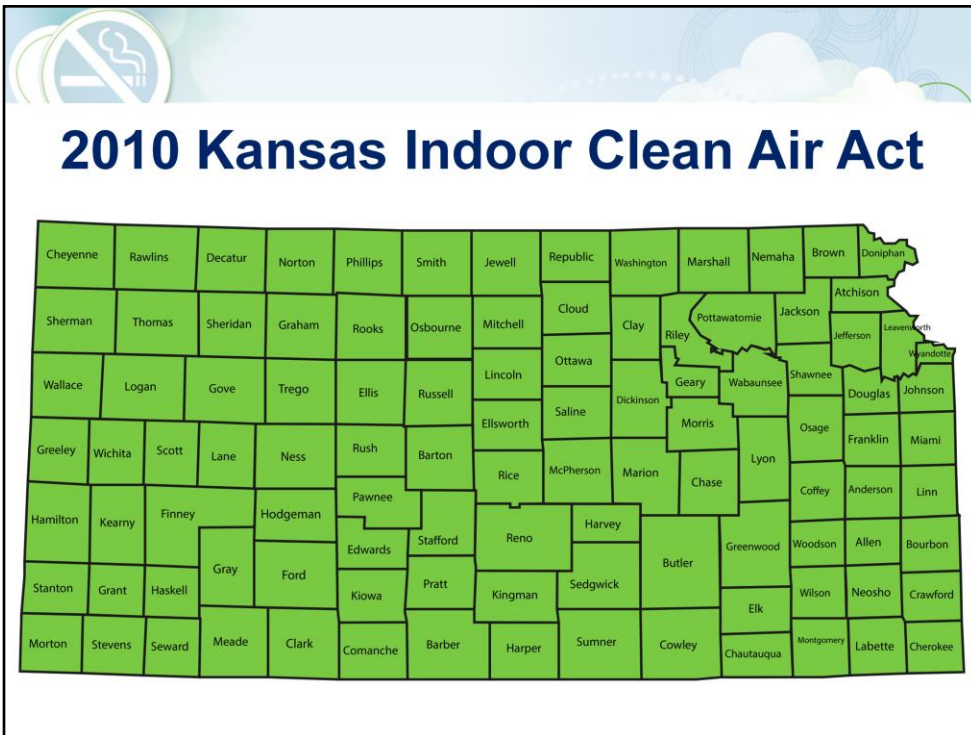 2010 Kansas Indoor Clean Air Act
Cheyenne Rawlins Decatur Norton Phillips Smith Jewell Republic Washington Marshall Nemaha Brown Doniphan
Atchison
Sherman Thomas Sheridan Graham Rooks Osbourne Mitchell Cloud Clay Riley Pottawatomie Jackson Jefferson Leavenworth
Wyandotte
Wallace Logan Gove Trego Ellis Russell Lincoln Ottawa Dickinson Geary Wabaunsee Shawnee Douglas Johnson
Ellsworth Saline Morris
Greeley Wichita Scott Lane Ness Rush Barton Rice McPherson Marion Chase Lyon Osage Franklin Miami
Pawnee Coffey Anderson Linn
Hamilton Kearny Finney Hodgeman Edwards Stafford Reno Harvey Butler Greenwood Woodson Allen Bourbon
Stanton Grant Haskell Gray Ford Kiowa Pratt Kingman Sedgwick Elk Wilson Neosho Crawford
Morton Stevens Seward Meade Clark Comanche Barber Harper Sumner Cowley Chautauqua Montgomery Labette Cherokee